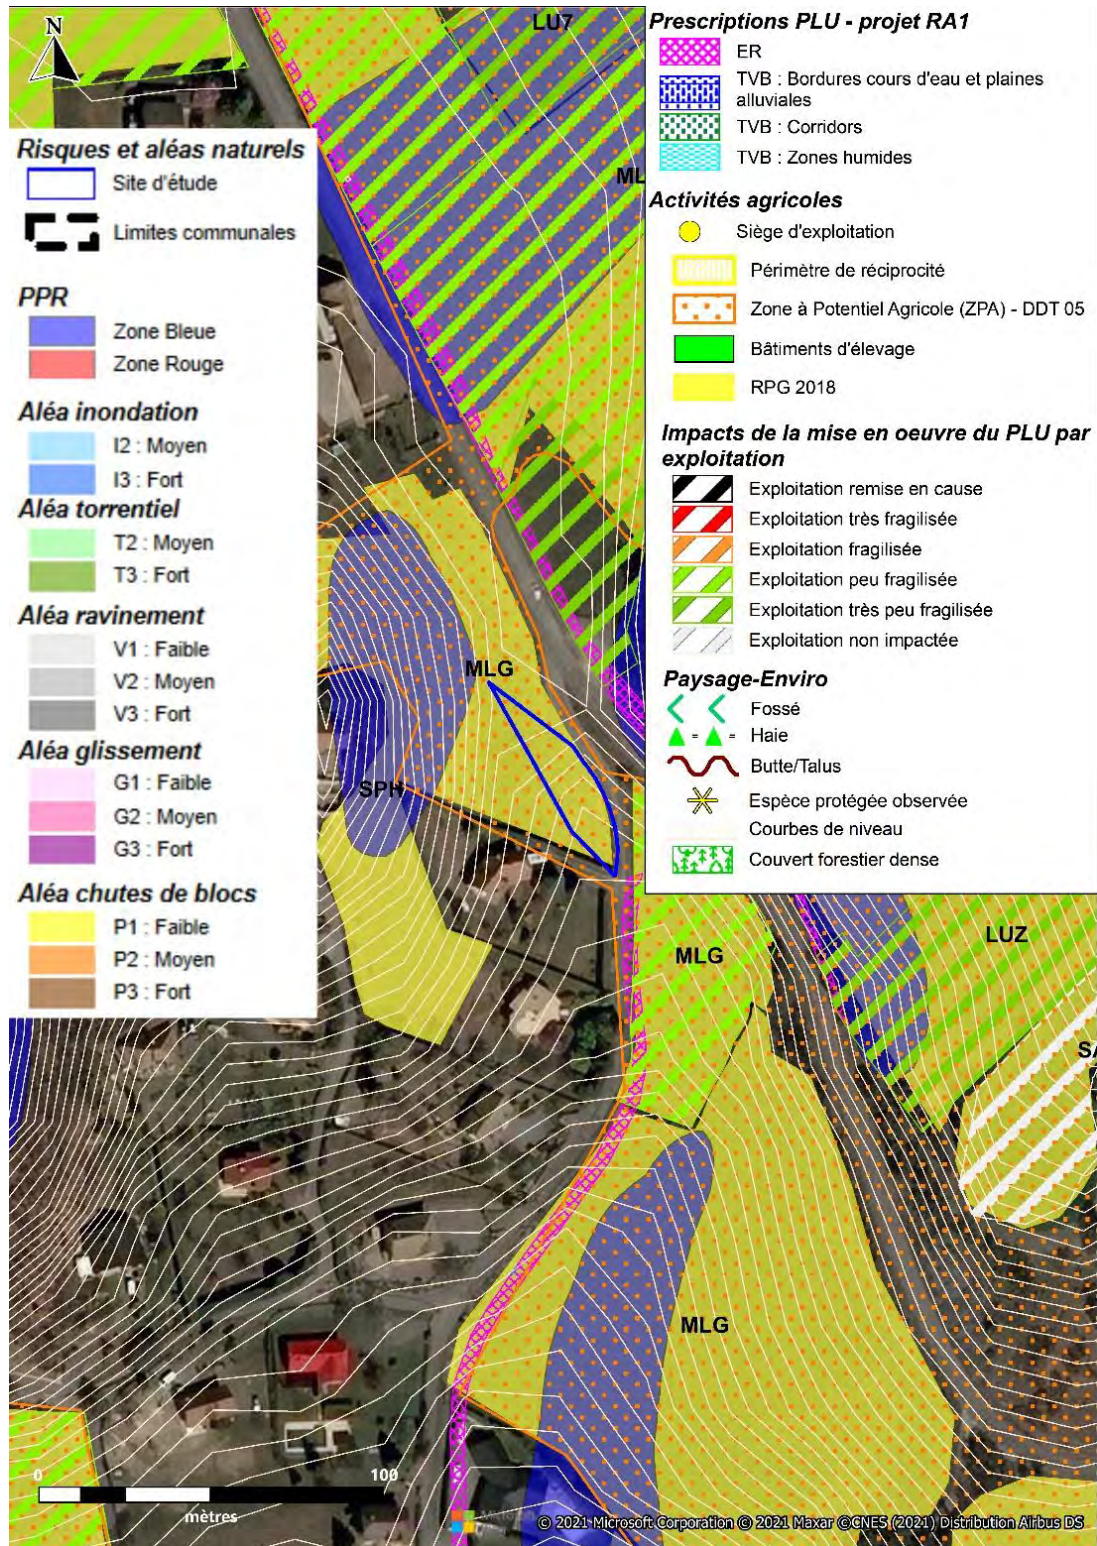 N
Risques et aléas naturels
Site d'étude
Limites communales
PPR
Zone Bleue
Zone Rouge
Aléa inondation
I2 : Moyen
I3 : Fort
Aléa torrentiel
T2 : Moyen
T3 : Fort
Aléa ravinement
V1 : Faible
V2 : Moyen
V3 : Fort
Aléa glissement
G1 : Faible
G2 : Moyen
G3 : Fort
Aléa chutes de blocs
P1 : Faible
P2 : Moyen
P3 : Fort
Prescriptions PLU - projet RA1
ER
TVB : Bordures cours d'eau et plaines
alluviales
TVB : Corridors
TVB : Zones humides
Activités agricoles
Siège d'exploitation
Périmètre de réciprocité
Zone à Potentiel Agricole (ZPA) - DDT 05
Bâtiments d'élevage
RPG 2018
Impacts de la mise en oeuvre du PLU par
exploitation
Exploitation remise en cause
Exploitation très fragilisée
Exploitation fragilisée
Exploitation peu fragilisée
Exploitation très peu fragilisée
Exploitation non impactée
Paysage-Enviro
Fossé
Haie
Butte/Talus
Espèce protégée observée
Courbes de niveau
Couvert forestier dense
LUZ
ML
MLG
SPH
MLG
LUZ
MLG
0
100
mètres
© 2021 Microsoft Corporation © 2021 Maxar ©CNES (2021) Distribution Airbus DS